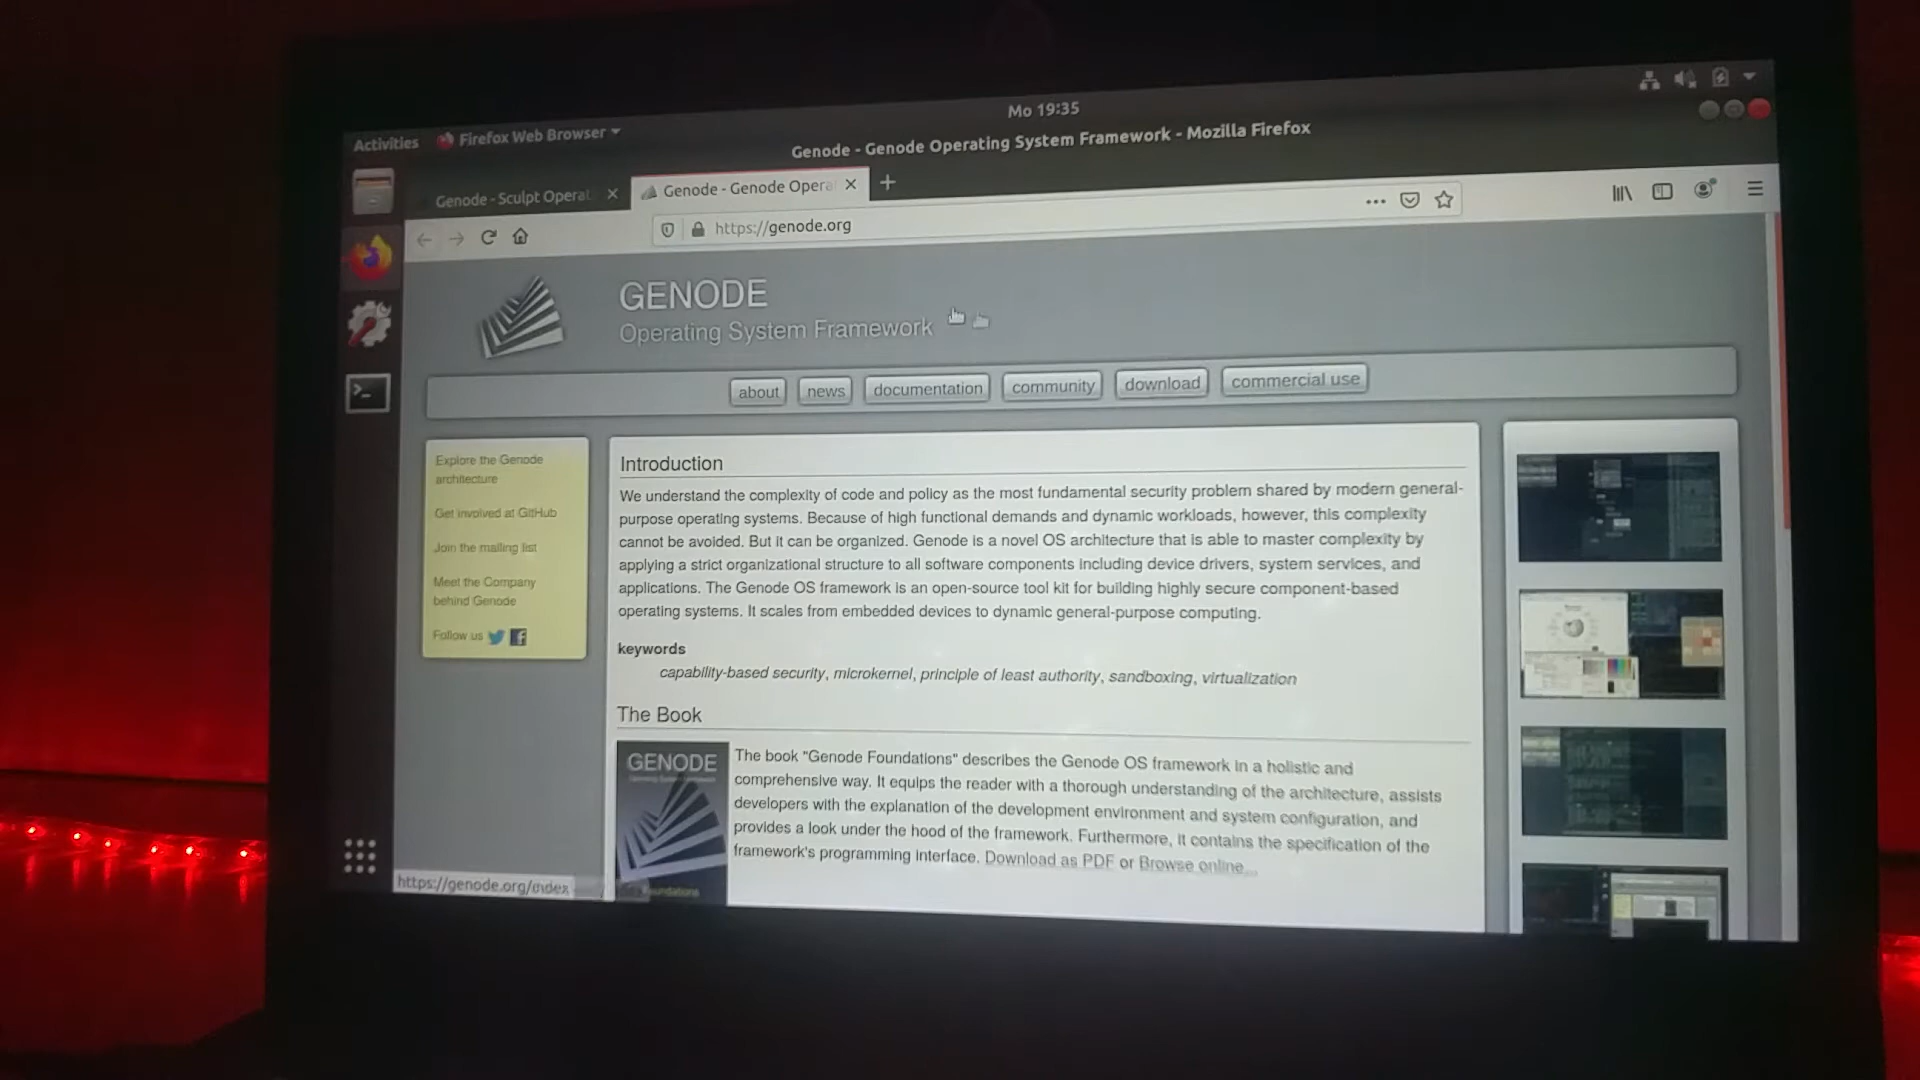 Mo 19:35
Activities
Firefox Web Browser
Genode - Genode Operating System Framework - Mozilla Firefox
Genode - Sculpt Operat
Genode - Genode Opera
https://genode.org
GENODE
Operating System Framework
about
news
documentation
community
download
commercial use
Explore the Genode
architecture
Get involved at GitHub
Join the mailing list
Meet the Company
behind Genode
Follow us
Introduction
We understand the complexity of code and policy as the most fundamental security problem shared by modern general-
purpose operating systems. Because of high functional demands and dynamic workloads, however, this complexity
cannot be avoided. But it can be organized. Genode is a novel OS architecture that is able to master complexity by
applying a strict organizational structure to all software components including device drivers, system services, and
applications. The Genode OS framework is an open-source tool kit for building highly secure component-based
operating systems. It scales from embedded devices to dynamic general-purpose computing.
keywords
capability-based security, microkernel, principle of least authority, sandboxing, virtualization
The Book
GENODE
The book "Genode Foundations" describes the Genode OS framework in a holistic and
comprehensive way. It equips the reader with a thorough understanding of the architecture, assists
developers with the explanation of the development environment and system configuration, and
provides a look under the hood of the framework. Furthermore, it contains the specification of the
framework's programming interface. Download as PDF or Browse online...
https://genode.org/index